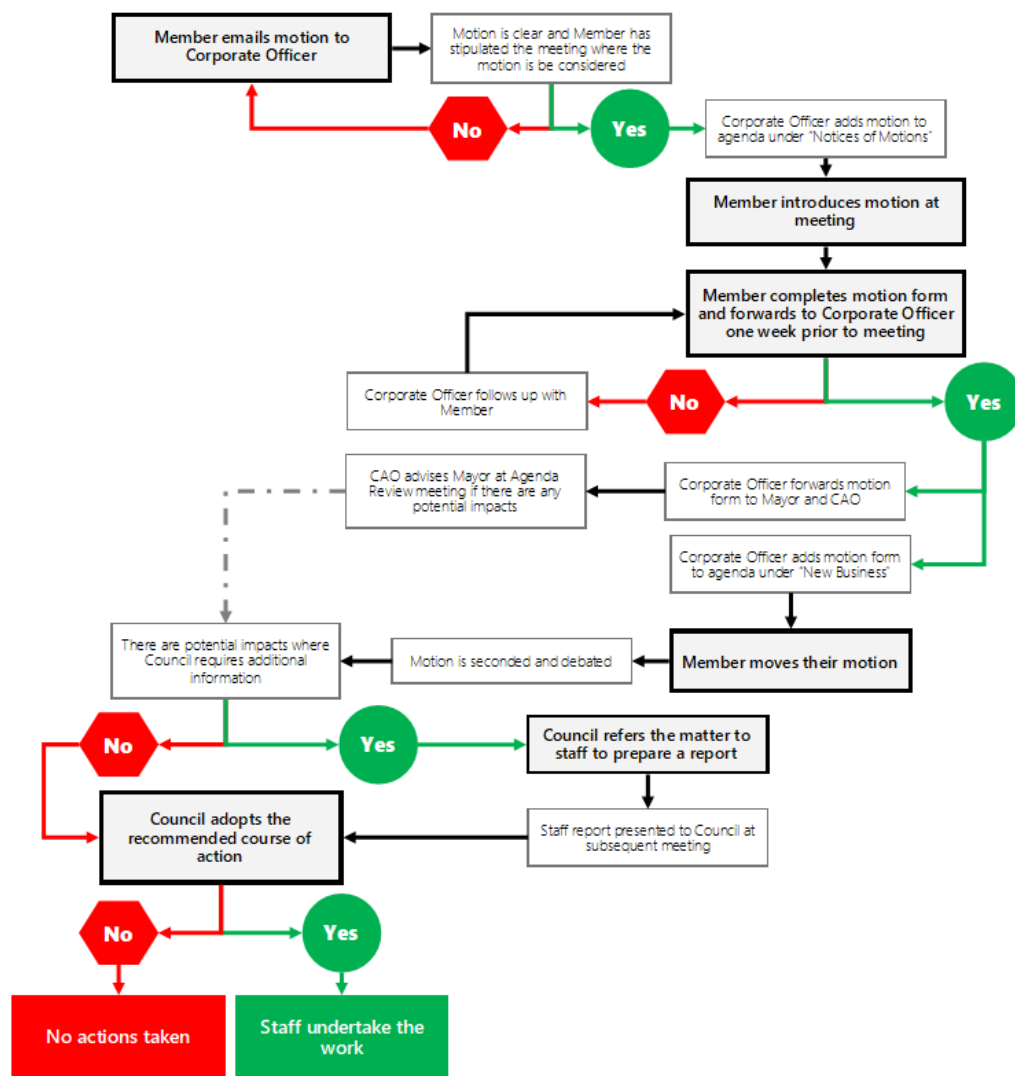 Member emails motion to
Corporate Officer
Motion is clear and Member has
stipulated the meeting where the
motion is be considered
No
Yes
Corporate Officer adds motion to
agenda under "Notices of Motions"
Member introduces motion at
meeting
Member completes motion form
and forwards to Corporate Officer
one week prior to meeting
Corporate Officer follows up with
Member
No
Yes
CAO advises Mayor at Agenda
Review meeting if there are any
potential impacts
Corporate Officer forwards motion
form to Mayor and CAO
Corporate Officer adds motion form
to agenda under "New Business"
There are potential impacts where
Council requires additional
information
Motion is seconded and debated
Member moves their motion
No
Yes
Council refers the matter to
staff to prepare a report
Council adopts the
recommended course of
action
Staff report presented to Council at
subsequent meeting
No
Yes
No actions taken
Staff undertake the
work